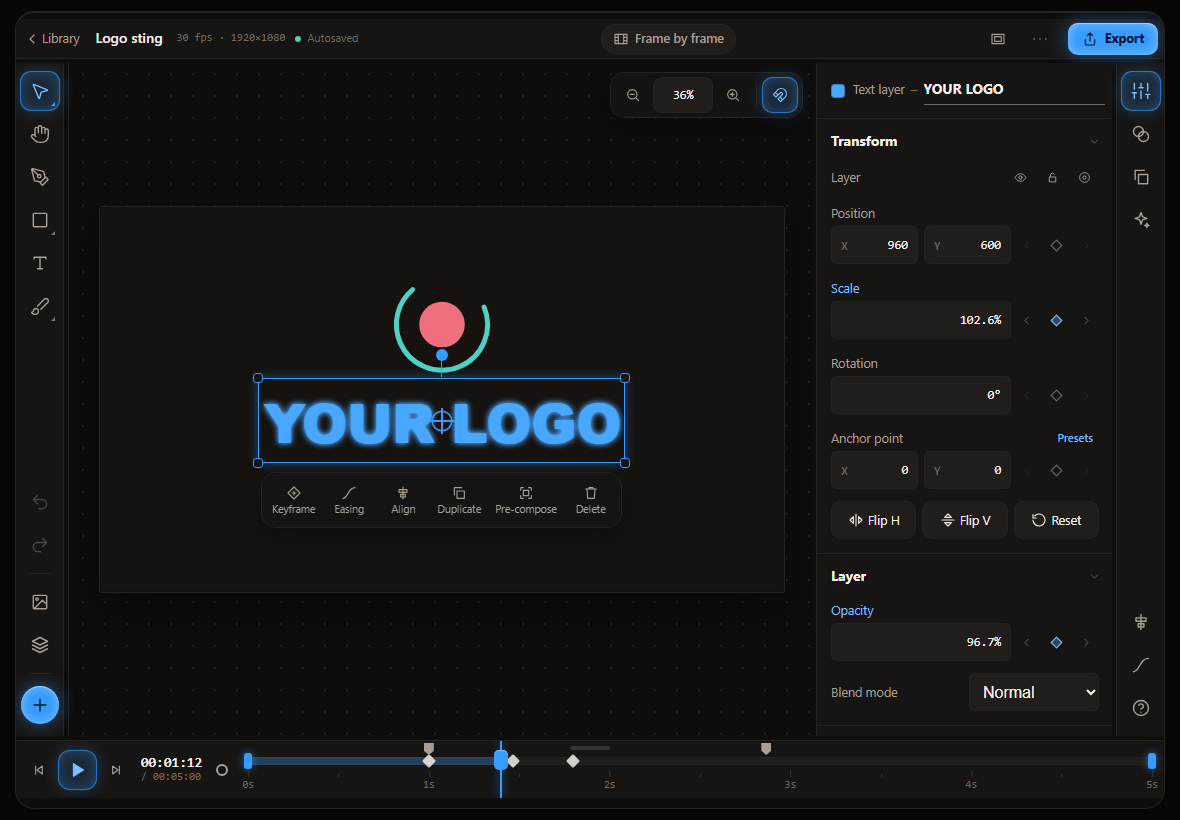 Library Logo sting 30 fps · 1920×1080 Autosaved Frame by frame ··· Export
36%
Text layer – YOUR LOGO
Transform
Layer
Position
X 960 Y 600
Scale
102.6%
Rotation
0°
Anchor point Presets
X 0 Y 0
Flip H Flip V Reset
Layer
Opacity
96.7%
Blend mode Normal
YOUR LOGO
Keyframe Easing Align Duplicate Pre-compose Delete
00:01:12
/ 00:05:00
0s 1s 2s 3s 4s 5s